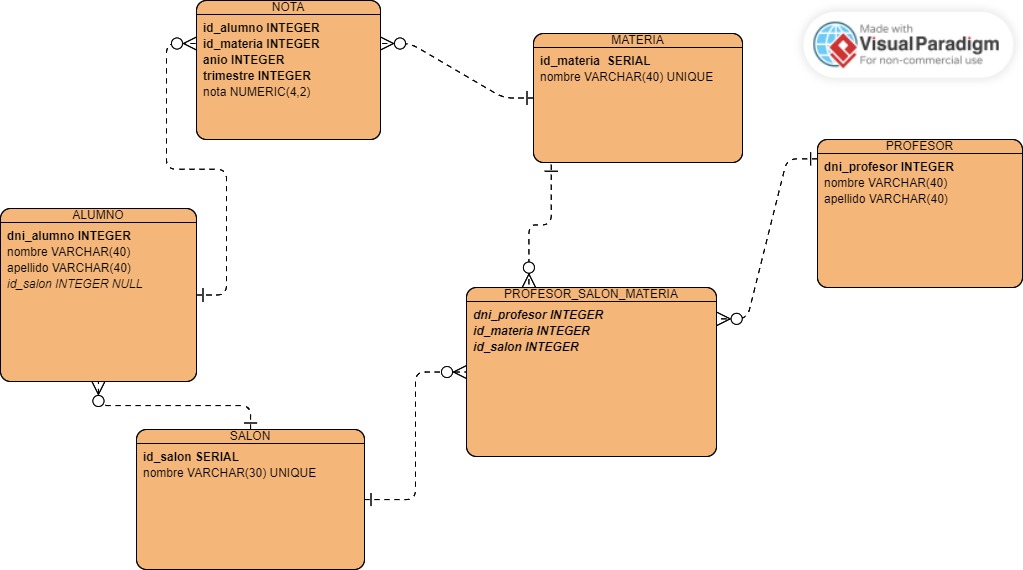 NOTA
id_alumno INTEGER
id_materia INTEGER
anio INTEGER
trimestre INTEGER
nota NUMERIC(4,2)
MATERIA
id_materia SERIAL
nombre VARCHAR(40) UNIQUE
Made with
VisualParadigm
For non-commercial use
PROFESOR
dni_profesor INTEGER
nombre VARCHAR(40)
apellido VARCHAR(40)
ALUMNO
dni_alumno INTEGER
nombre VARCHAR(40)
apellido VARCHAR(40)
id_salon INTEGER NULL
PROFESOR_SALON_MATERIA
dni_profesor INTEGER
id_materia INTEGER
id_salon INTEGER
SALON
id_salon SERIAL
nombre VARCHAR(30) UNIQUE